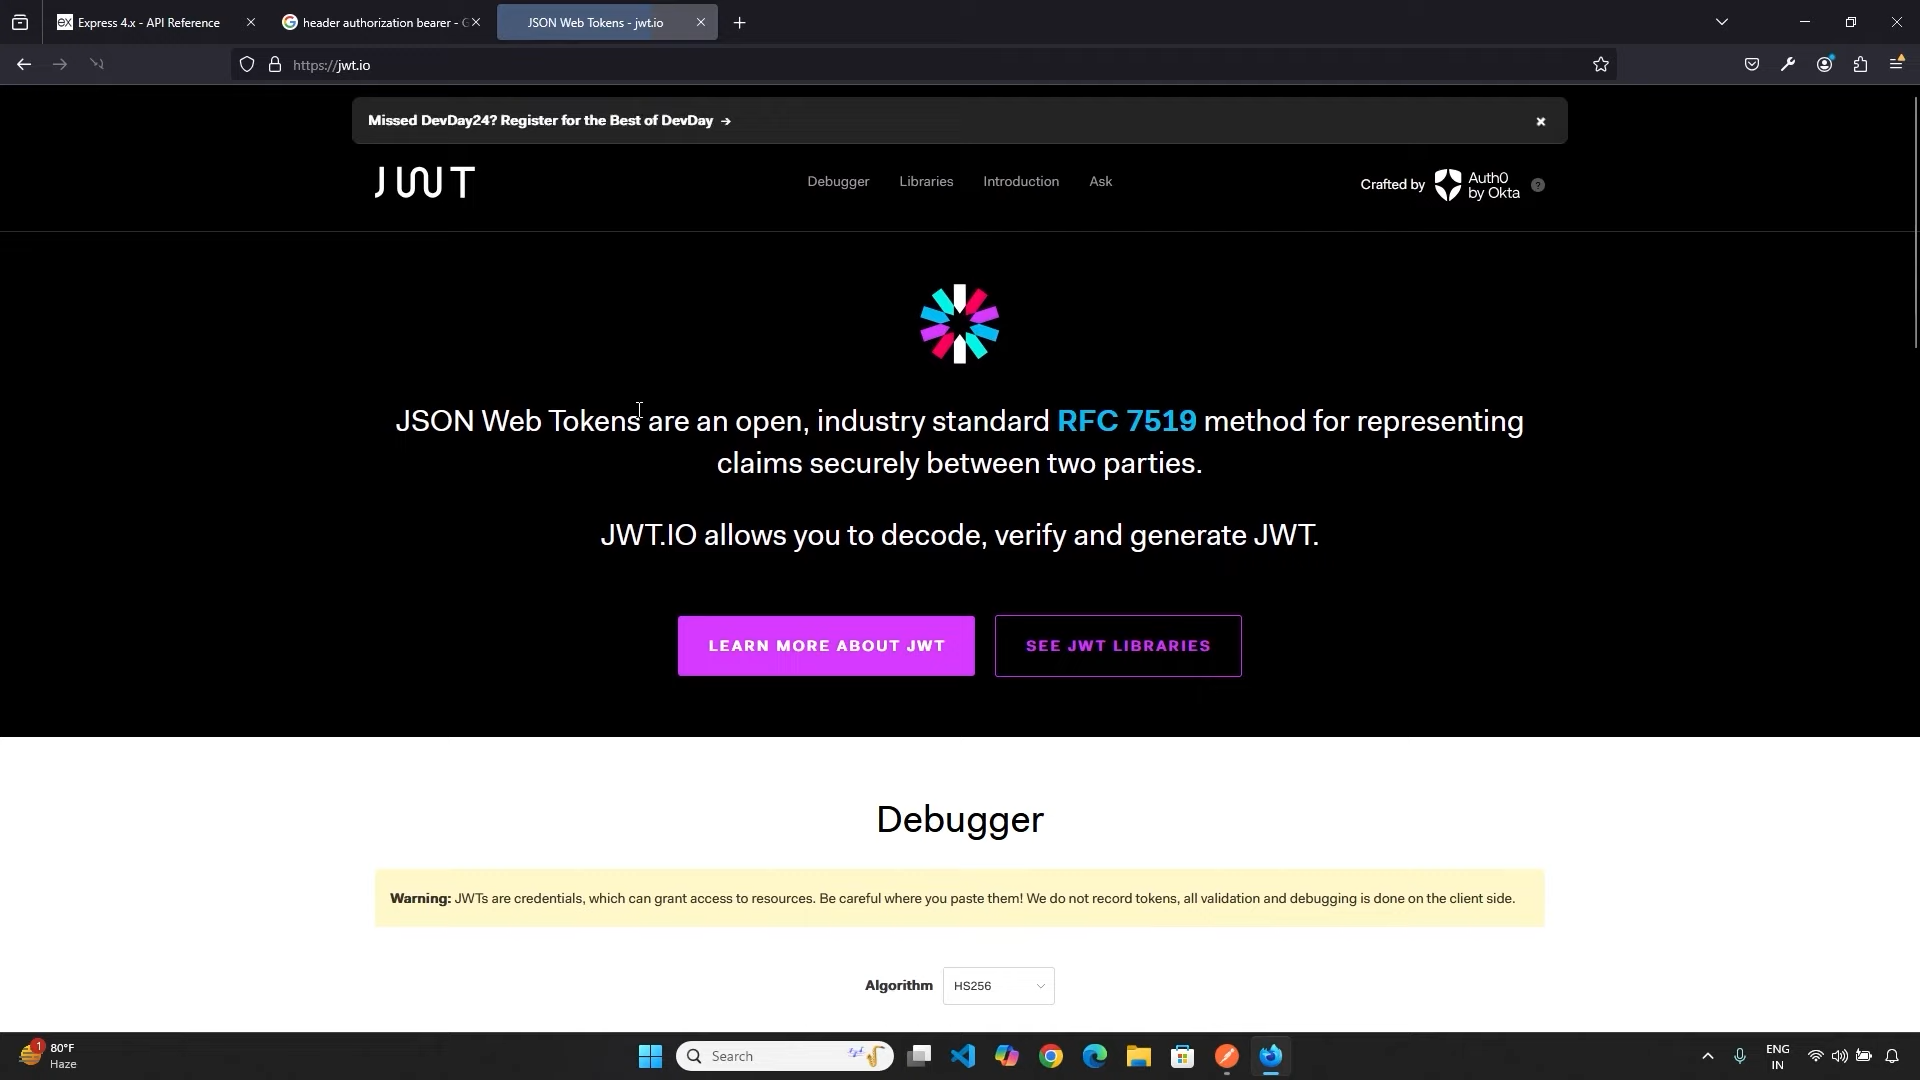 Express 4.x - API Reference
header authorization bearer - G
JSON Web Tokens - jwt.io
https://jwt.io
Missed DevDay24? Register for the Best of DevDay →
JWT
Debugger
Libraries
Introduction
Ask
Crafted by
Auth0
by Okta
?
JSON Web Tokens are an open, industry standard RFC 7519 method for representing
claims securely between two parties.
JWT.IO allows you to decode, verify and generate JWT.
LEARN MORE ABOUT JWT
SEE JWT LIBRARIES
Debugger
Warning: JWTs are credentials, which can grant access to resources. Be careful where you paste them! We do not record tokens, all validation and debugging is done on the client side.
Algorithm
HS256
1
80°F
Haze
Search
ENG
IN